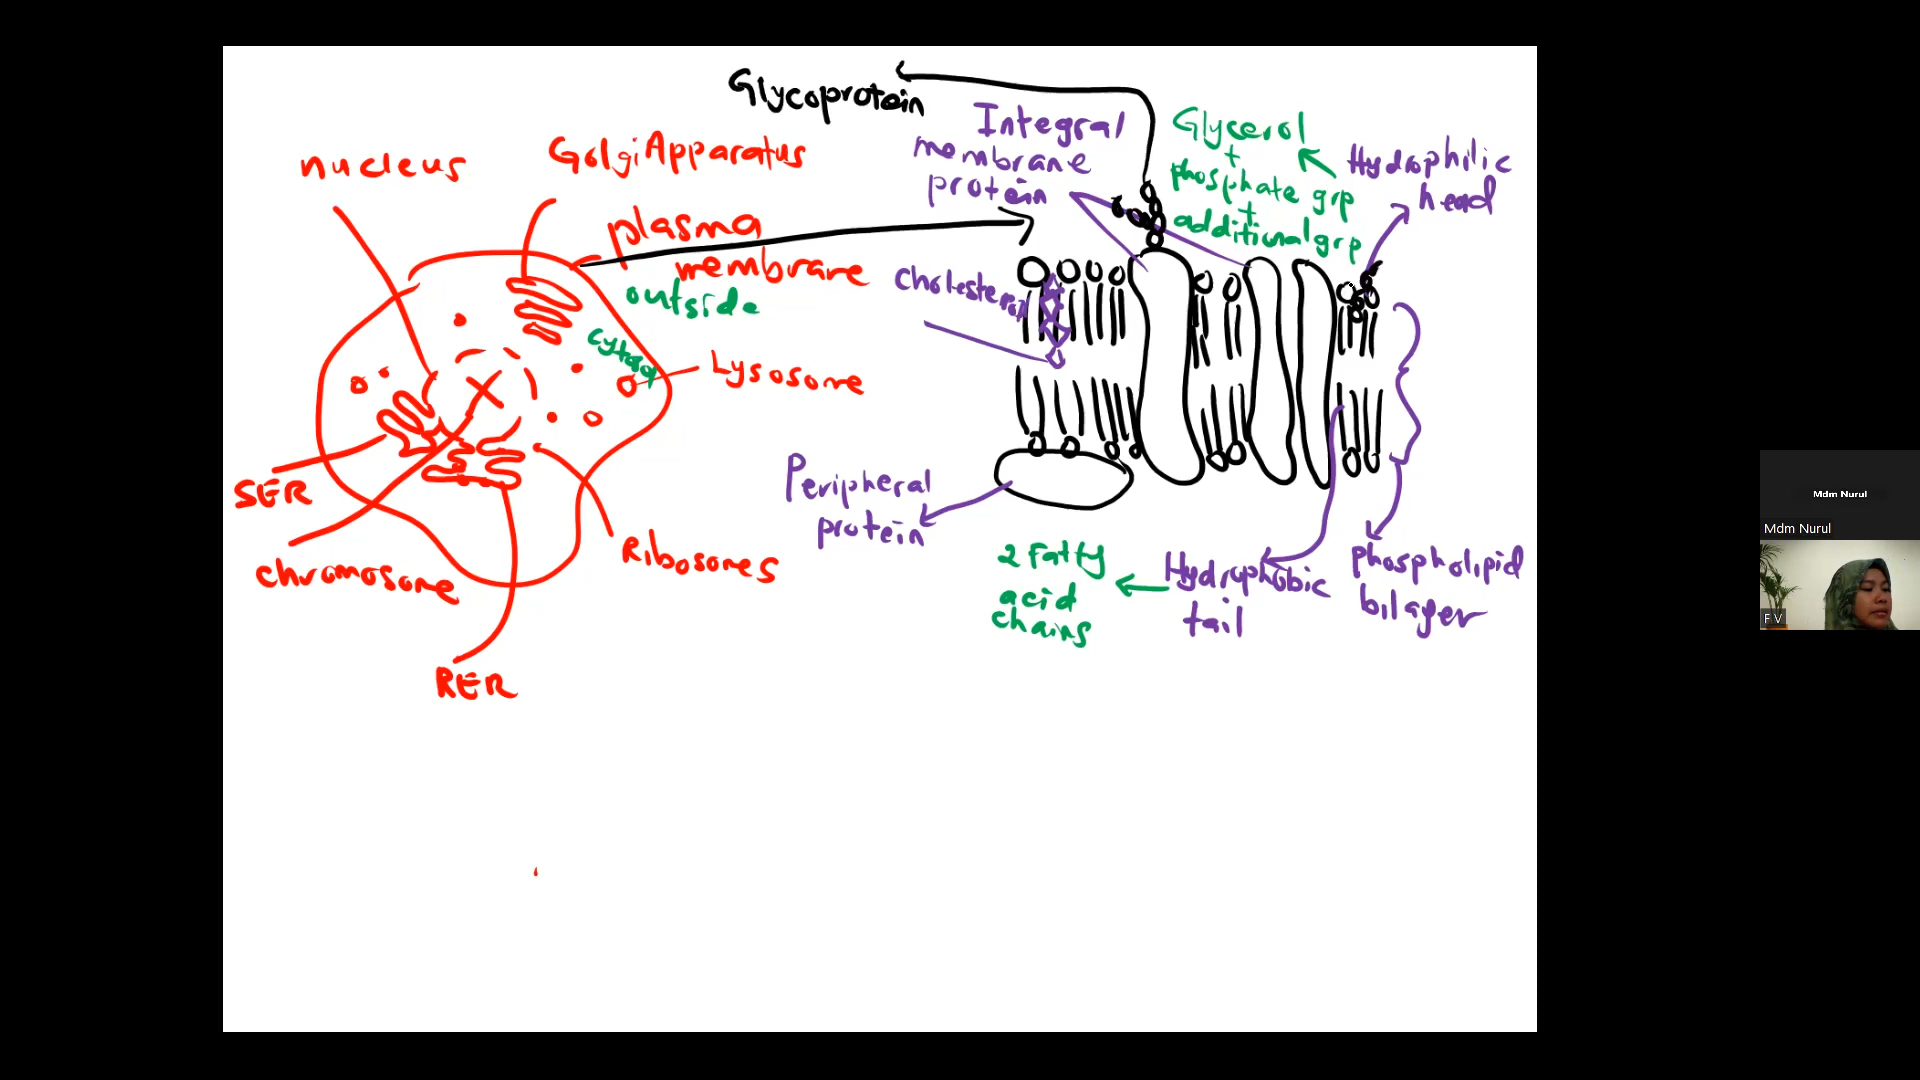 Glycoprotein
nucleus
Golgi Apparatus
plasma
membrane
outside
cytosol
Lysosome
SER
chromosome
Ribosomes
RER
Integral
membrane
protein
Glycerol
+
phosphate grp
+
additional grp
Hydrophilic
head
Cholesterol
Peripheral
protein
2 fatty
acid
chains
Hydrophobic
tail
phospholipid
bilayer
Mdm Nurul
Mdm Nurul
F V